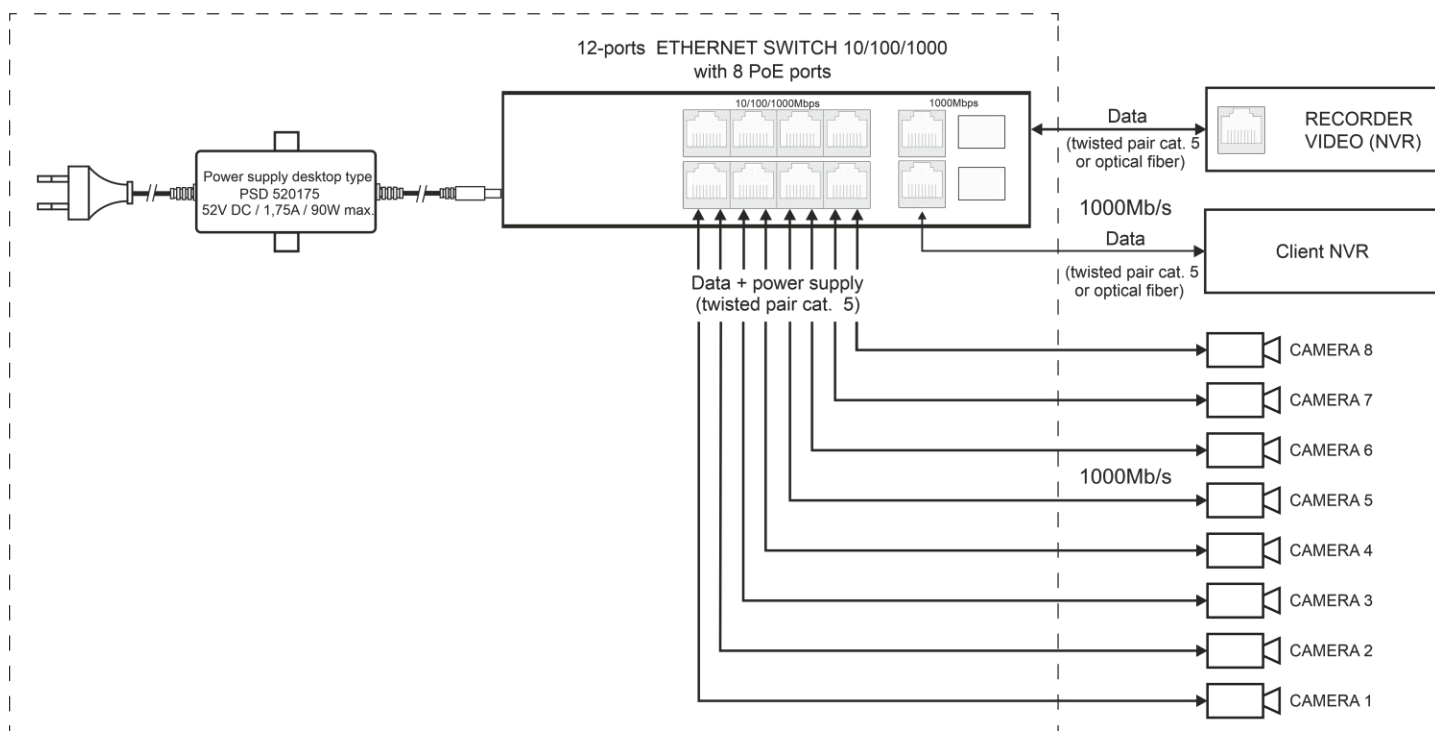 12-ports ETHERNET SWITCH 10/100/1000
with 8 PoE ports
10/100/1000Mbps
1000Mbps
Power supply desktop type
PSD 520175
52V DC / 1,75A / 90W max.
Data
(twisted pair cat. 5
or optical fiber)
RECORDER
VIDEO (NVR)
1000Mb/s
Data
(twisted pair cat. 5
or optical fiber)
Client NVR
Data + power supply
(twisted pair cat. 5)
CAMERA 8
CAMERA 7
CAMERA 6
1000Mb/s
CAMERA 5
CAMERA 4
CAMERA 3
CAMERA 2
CAMERA 1